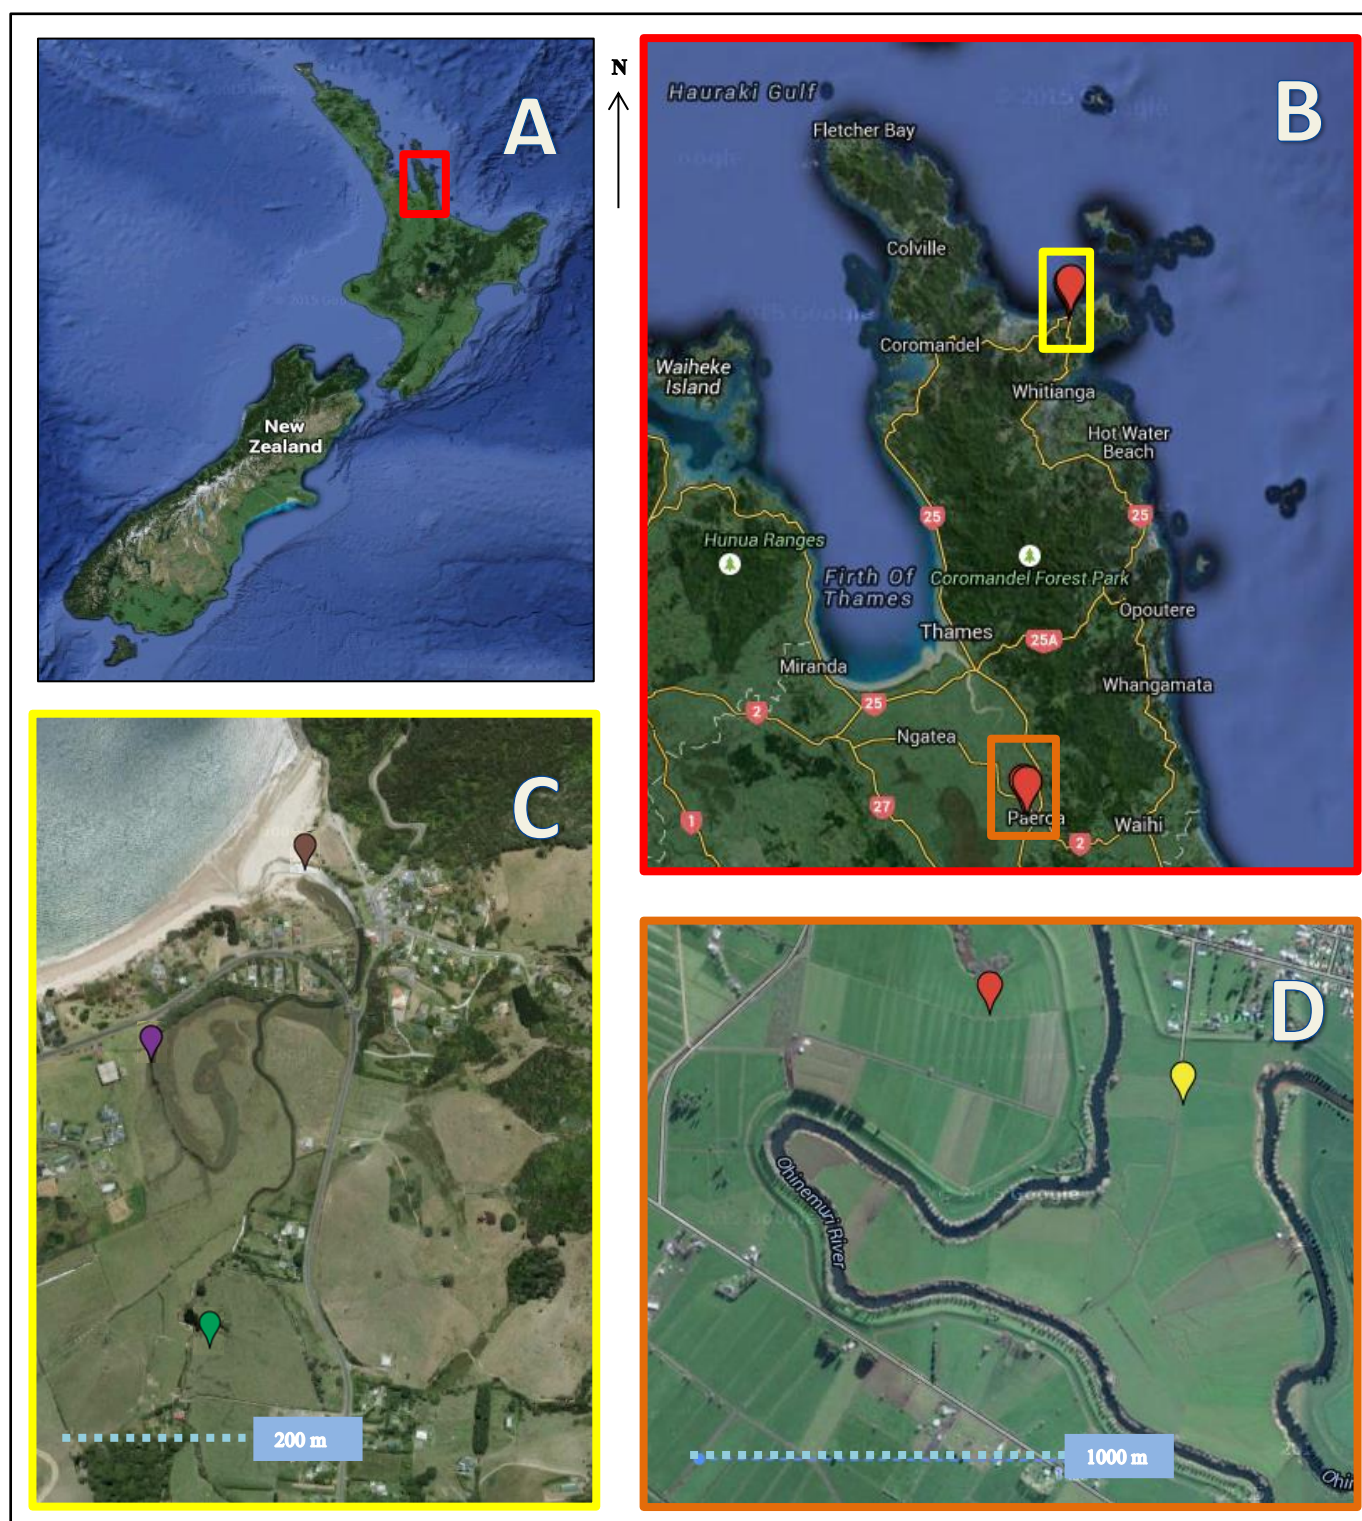 A
New
Zealand
N
B
Hauraki Gulf
© 2015 Google
Fletcher Bay
Colville
Coromandel
Waiheke
Island
Whitianga
Hot Water
Beach
25
25
Hunua Ranges
Firth Of
Thames
Coromandel Forest Park
Opoutere
Thames
25A
Miranda
Whangamata
2
25
Ngatea
27
1
Paeroa
2
Waihi
C
200 m
D
Ohinemuri River
1000 m